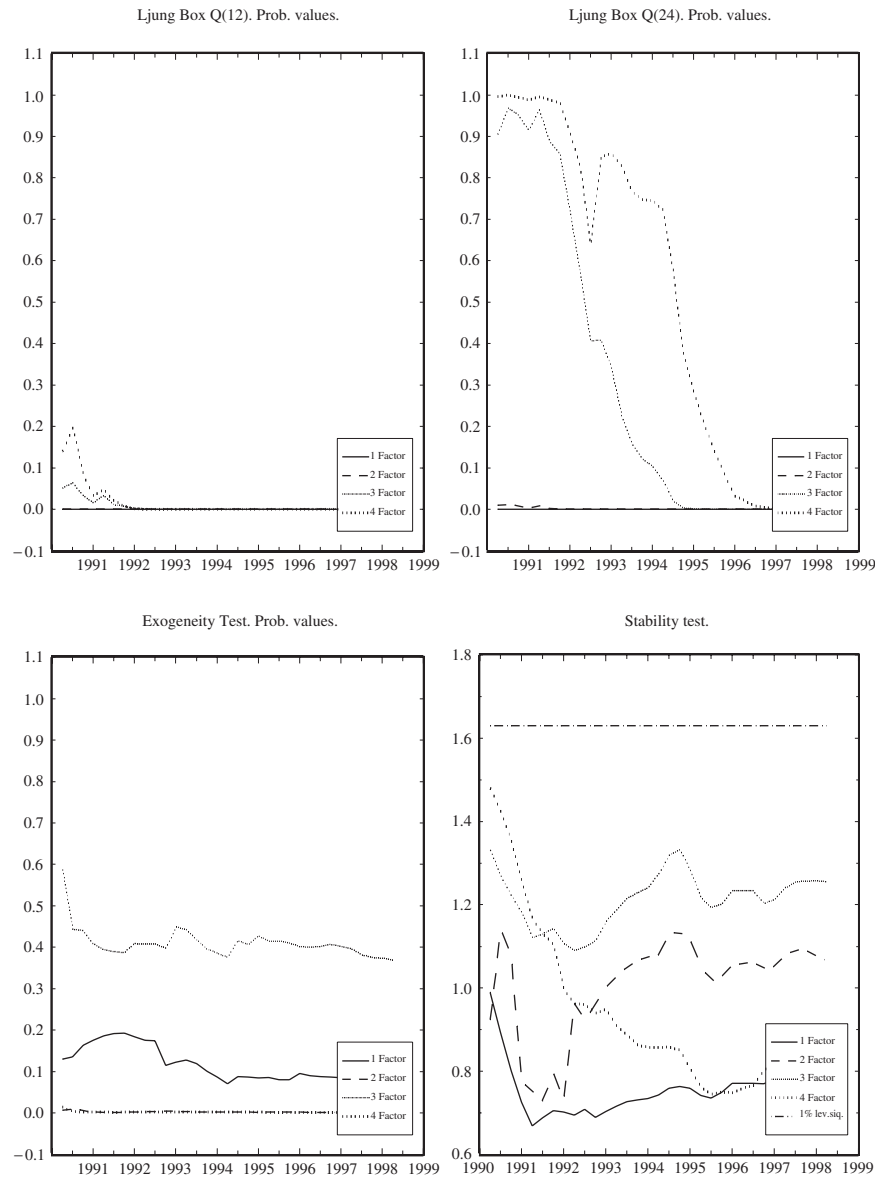 Ljung Box Q(12). Prob. values.
1.1
1.0
0.9
0.8
0.7
0.6
0.5
0.4
0.3
0.2
0.1
0.0
−0.1
1991 1992 1993 1994 1995 1996 1997 1998 1999
1 Factor
2 Factor
3 Factor
4 Factor
Ljung Box Q(24). Prob. values.
1.1
1.0
0.9
0.8
0.7
0.6
0.5
0.4
0.3
0.2
0.1
0.0
−0.1
1991 1992 1993 1994 1995 1996 1997 1998 1999
1 Factor
2 Factor
3 Factor
4 Factor
Exogeneity Test. Prob. values.
1.1
1.0
0.9
0.8
0.7
0.6
0.5
0.4
0.3
0.2
0.1
0.0
−0.1
1991 1992 1993 1994 1995 1996 1997 1998 1999
1 Factor
2 Factor
3 Factor
4 Factor
Stability test.
1.8
1.6
1.4
1.2
1.0
0.8
0.6
1990 1991 1992 1993 1994 1995 1996 1997 1998 1999
1 Factor
2 Factor
3 Factor
4 Factor
1% lev.siq.